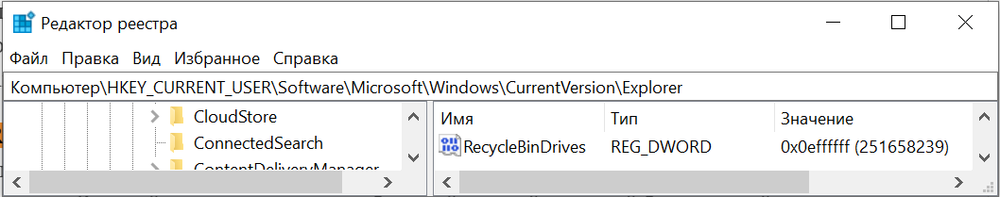 Редактор реестра
Файл Правка Вид Избранное Справка
Компьютер\HKEY_CURRENT_USER\Software\Microsoft\Windows\CurrentVersion\Explorer
CloudStore
ConnectedSearch
ContentDeliveryManager
Имя Тип Значение
RecycleBinDrives REG_DWORD 0x0effffff (251658239)